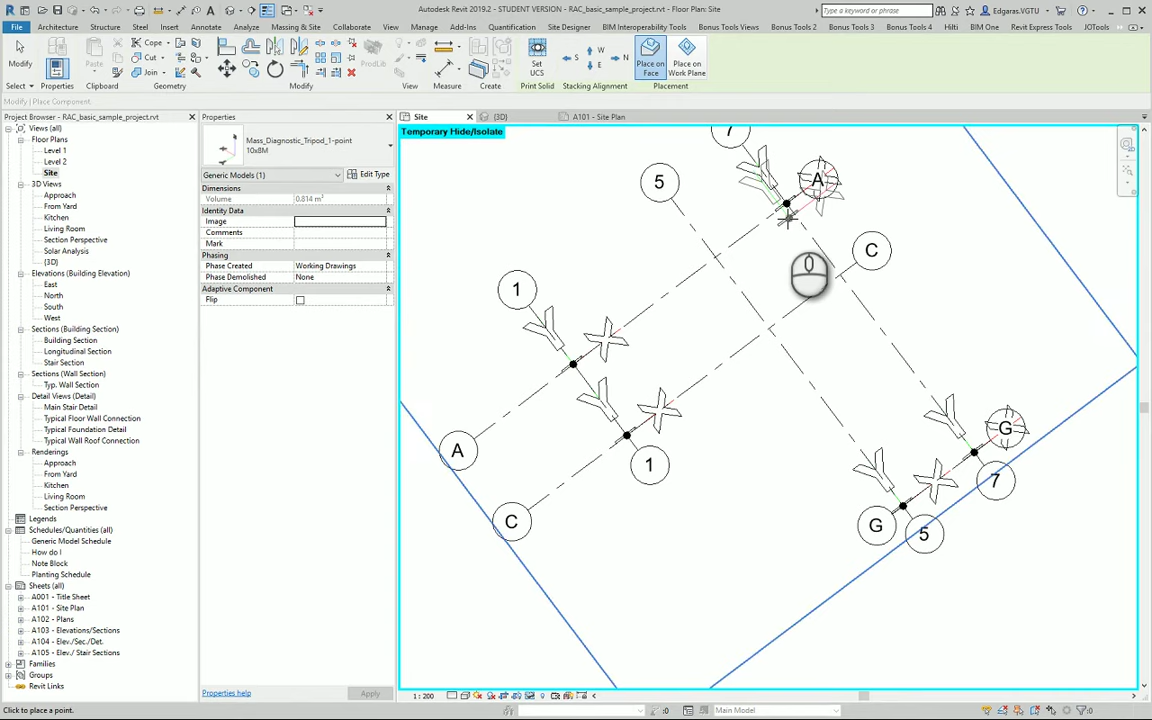 Autodesk Revit 2019.2 - STUDENT VERSION - RAC_basic_sample_project.rvt - Floor Plan: Site
Type a keyword or phrase
Edgaras.VGTU
File Architecture Structure Steel Insert Annotate Analyze Massing & Site Collaborate View Manage Add-Ins Quantification Site Designer BIM Interoperability Tools Bonus Tools Views Bonus Tools 2 Bonus Tools 3 Bonus Tools 4 Hilti BIM One Revit Express Tools JOTools
Modify
Properties
Paste
Cope
Cut
Join
ProdLib
Set
UCS
W
S
N
E
Place on
Face
Place on
Work Plane
Select
Properties
Clipboard
Geometry
Modify
View
Measure
Create
Print Solid
Stacking Alignment
Placement
Modify | Place Component
Project Browser - RAC_basic_sample_project.rvt
Views (all)
Floor Plans
Level 1
Level 2
Site
3D Views
Approach
From Yard
Kitchen
Living Room
Section Perspective
Solar Analysis
{3D}
Elevations (Building Elevation)
East
North
South
West
Sections (Building Section)
Building Section
Longitudinal Section
Stair Section
Sections (Wall Section)
Typ. Wall Section
Detail Views (Detail)
Main Stair Detail
Typical Floor Wall Connection
Typical Foundation Detail
Typical Wall Roof Connection
Renderings
Approach
From Yard
Kitchen
Living Room
Section Perspective
Legends
Schedules/Quantities (all)
Generic Model Schedule
How do I
Note Block
Planting Schedule
Sheets (all)
A001 - Title Sheet
A101 - Site Plan
A102 - Plans
A103 - Elevations/Sections
A104 - Elev./Sec./Det.
A105 - Elev./ Stair Sections
Families
Groups
Revit Links
Properties
Mass_Diagnostic_Tripod_1-point
10x8M
Generic Models (1)
Edit Type
Dimensions
Volume 0.814 m³
Identity Data
Image
Comments
Mark
Phasing
Phase Created Working Drawings
Phase Demolished None
Adaptive Component
Flip
Properties help
Apply
Site
{3D}
A101 - Site Plan
Temporary Hide/Isolate
7
5
A
C
1
A
1
C
G
7
G
5
1 : 200
Click to place a point.
:0
Main Model
:0